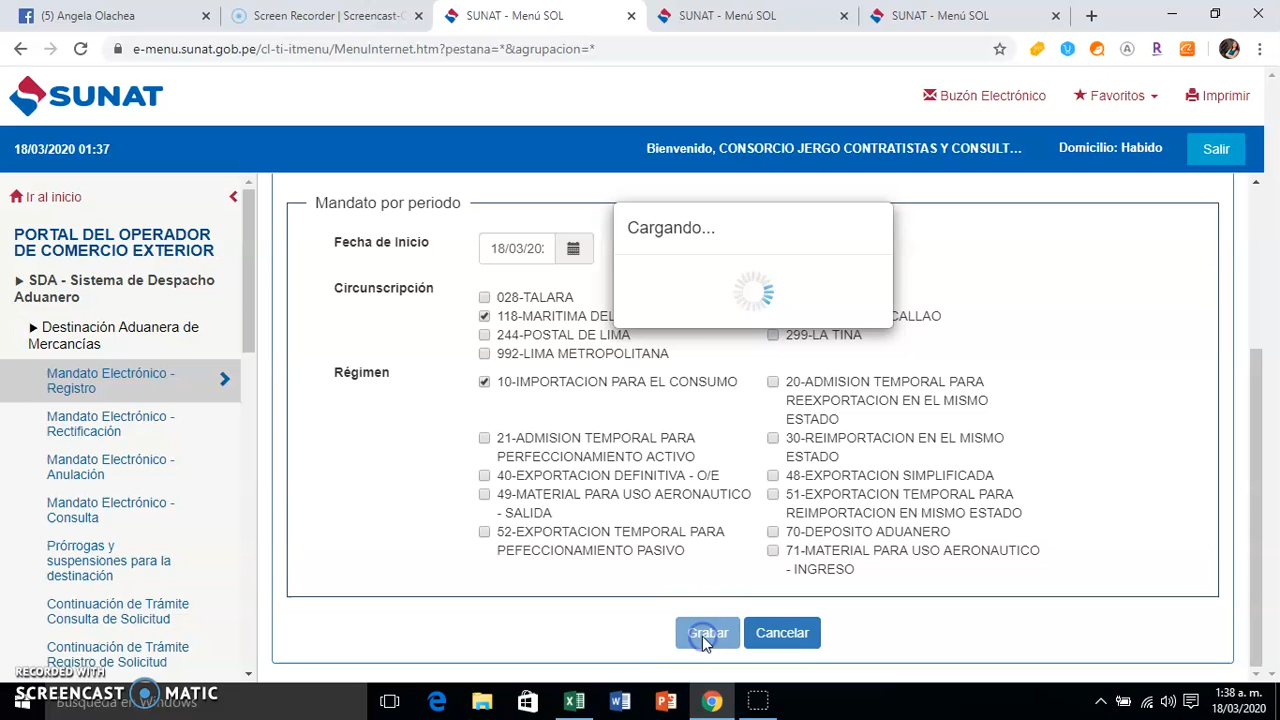 (31) Angela Olachea
Screen Recorder | Screencast-O
SUNAT - Menú SOL
SUNAT - Menú SOL
SUNAT - Menú SOL
e-menu.sunat.gob.pe/cl-ti-itmenu/MenuInternet.htm?pestana=*&agrupacion=*
SUNAT
Buzón Electrónico
Favoritos
Imprimir
18/03/2020 01:37
Bienvenido, CONSORCIO JERGO CONTRATISTAS Y CONSULT...
Domicilio: Habido
Salir
Ir al inicio
PORTAL DEL OPERADOR
DE COMERCIO EXTERIOR
SDA - Sistema de Despacho
Aduanero
Destinación Aduanera de
Mercancías
Mandato Electrónico -
Registro
Mandato Electrónico -
Rectificación
Mandato Electrónico -
Anulación
Mandato Electrónico -
Consulta
Prórrogas y
suspensiones para la
destinación
Continuación de Trámite
Consulta de Solicitud
Continuación de Trámite
Registro de Solicitud
Mandato por periodo
Cargando...
Fecha de Inicio
18/03/20
Circunscripción
028-TALARA
118-MARITIMA DEL
CALLAO
244-POSTAL DE LIMA
299-LA TINA
992-LIMA METROPOLITANA
Régimen
10-IMPORTACION PARA EL CONSUMO
20-ADMISION TEMPORAL PARA
REEXPORTACION EN EL MISMO
ESTADO
21-ADMISION TEMPORAL PARA
PERFECCIONAMIENTO ACTIVO
30-REIMPORTACION EN EL MISMO
ESTADO
40-EXPORTACION DEFINITIVA - O/E
48-EXPORTACION SIMPLIFICADA
49-MATERIAL PARA USO AERONAUTICO
- SALIDA
51-EXPORTACION TEMPORAL PARA
REIMPORTACION EN MISMO ESTADO
52-EXPORTACION TEMPORAL PARA
PEFECCIONAMIENTO PASIVO
70-DEPOSITO ADUANERO
71-MATERIAL PARA USO AERONAUTICO
- INGRESO
Grabar
Cancelar
RECORDED WITH
SCREENCAST MATIC
Búsqueda en Windows
1:38 a. m.
18/03/2020